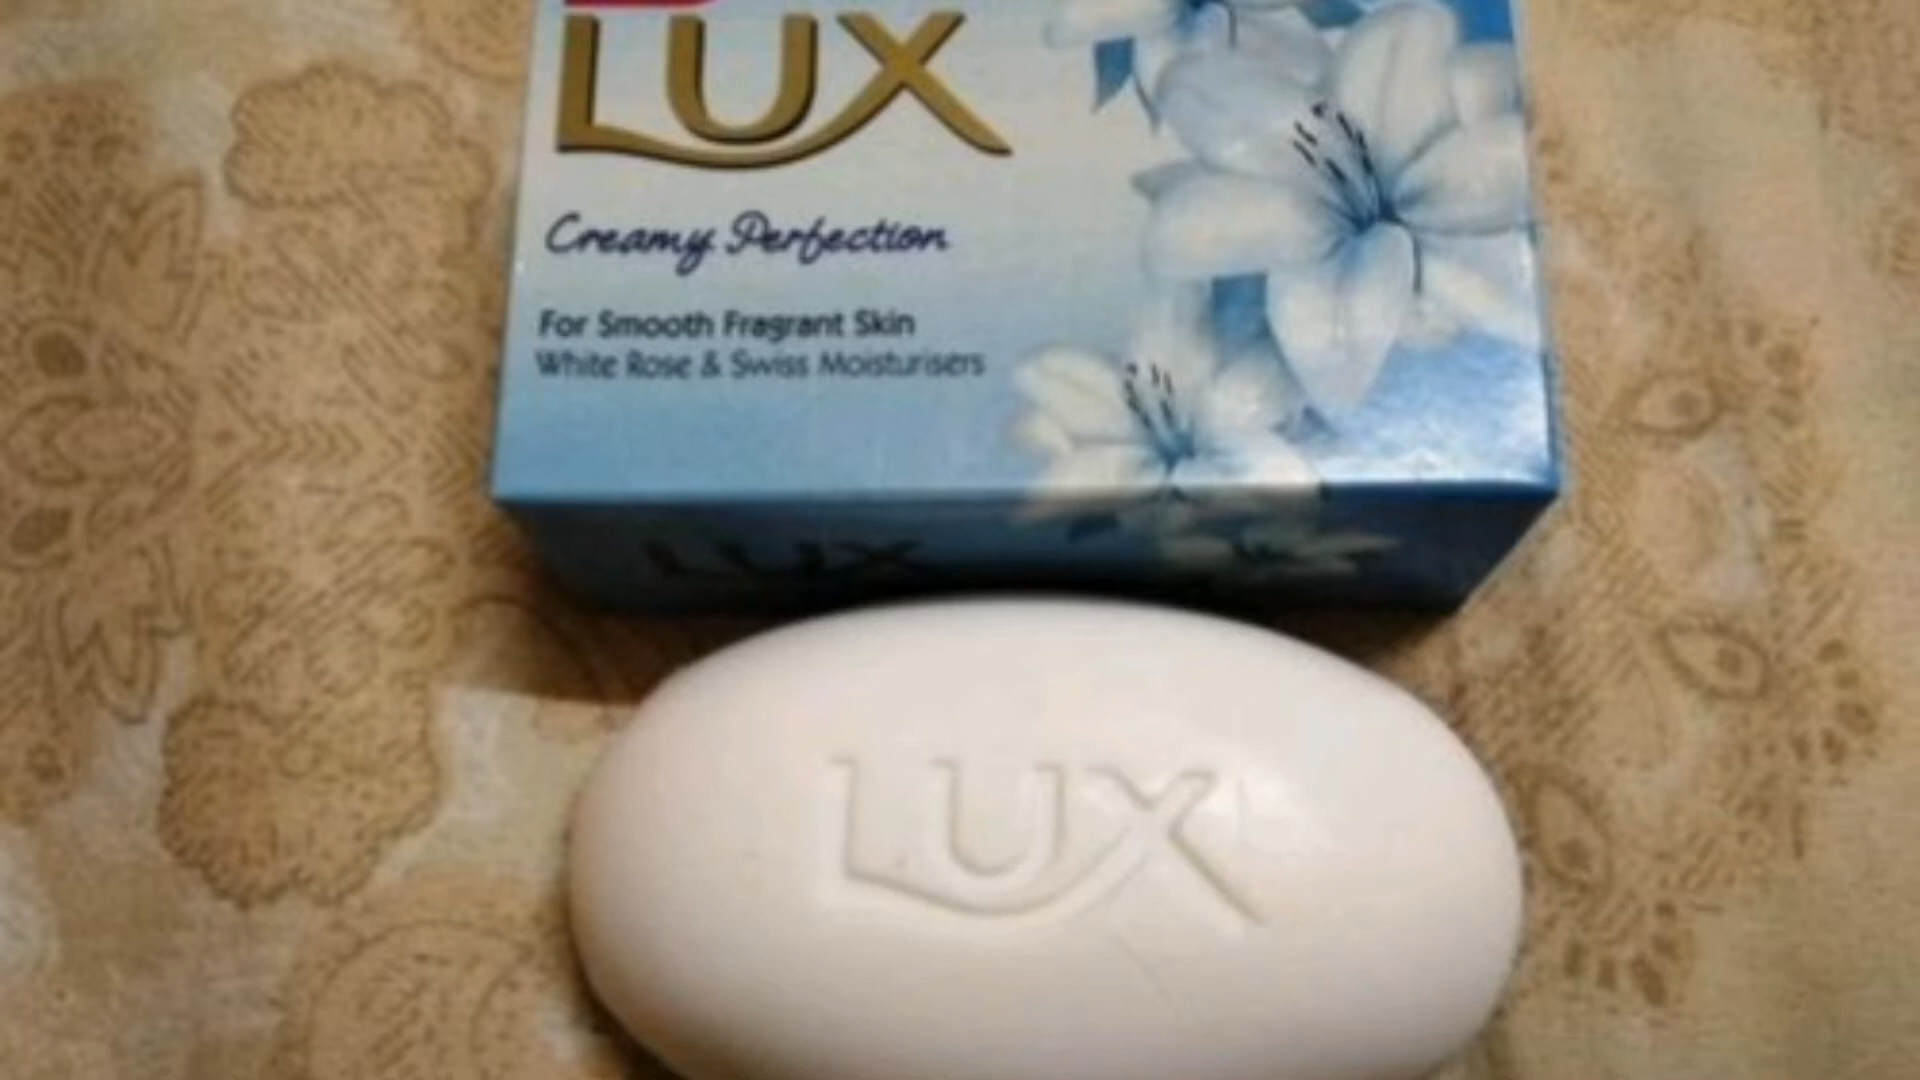 LUX
Creamy Perfection
For Smooth Fragrant Skin
White Rose & Swiss Moisturisers
LUX
LUX